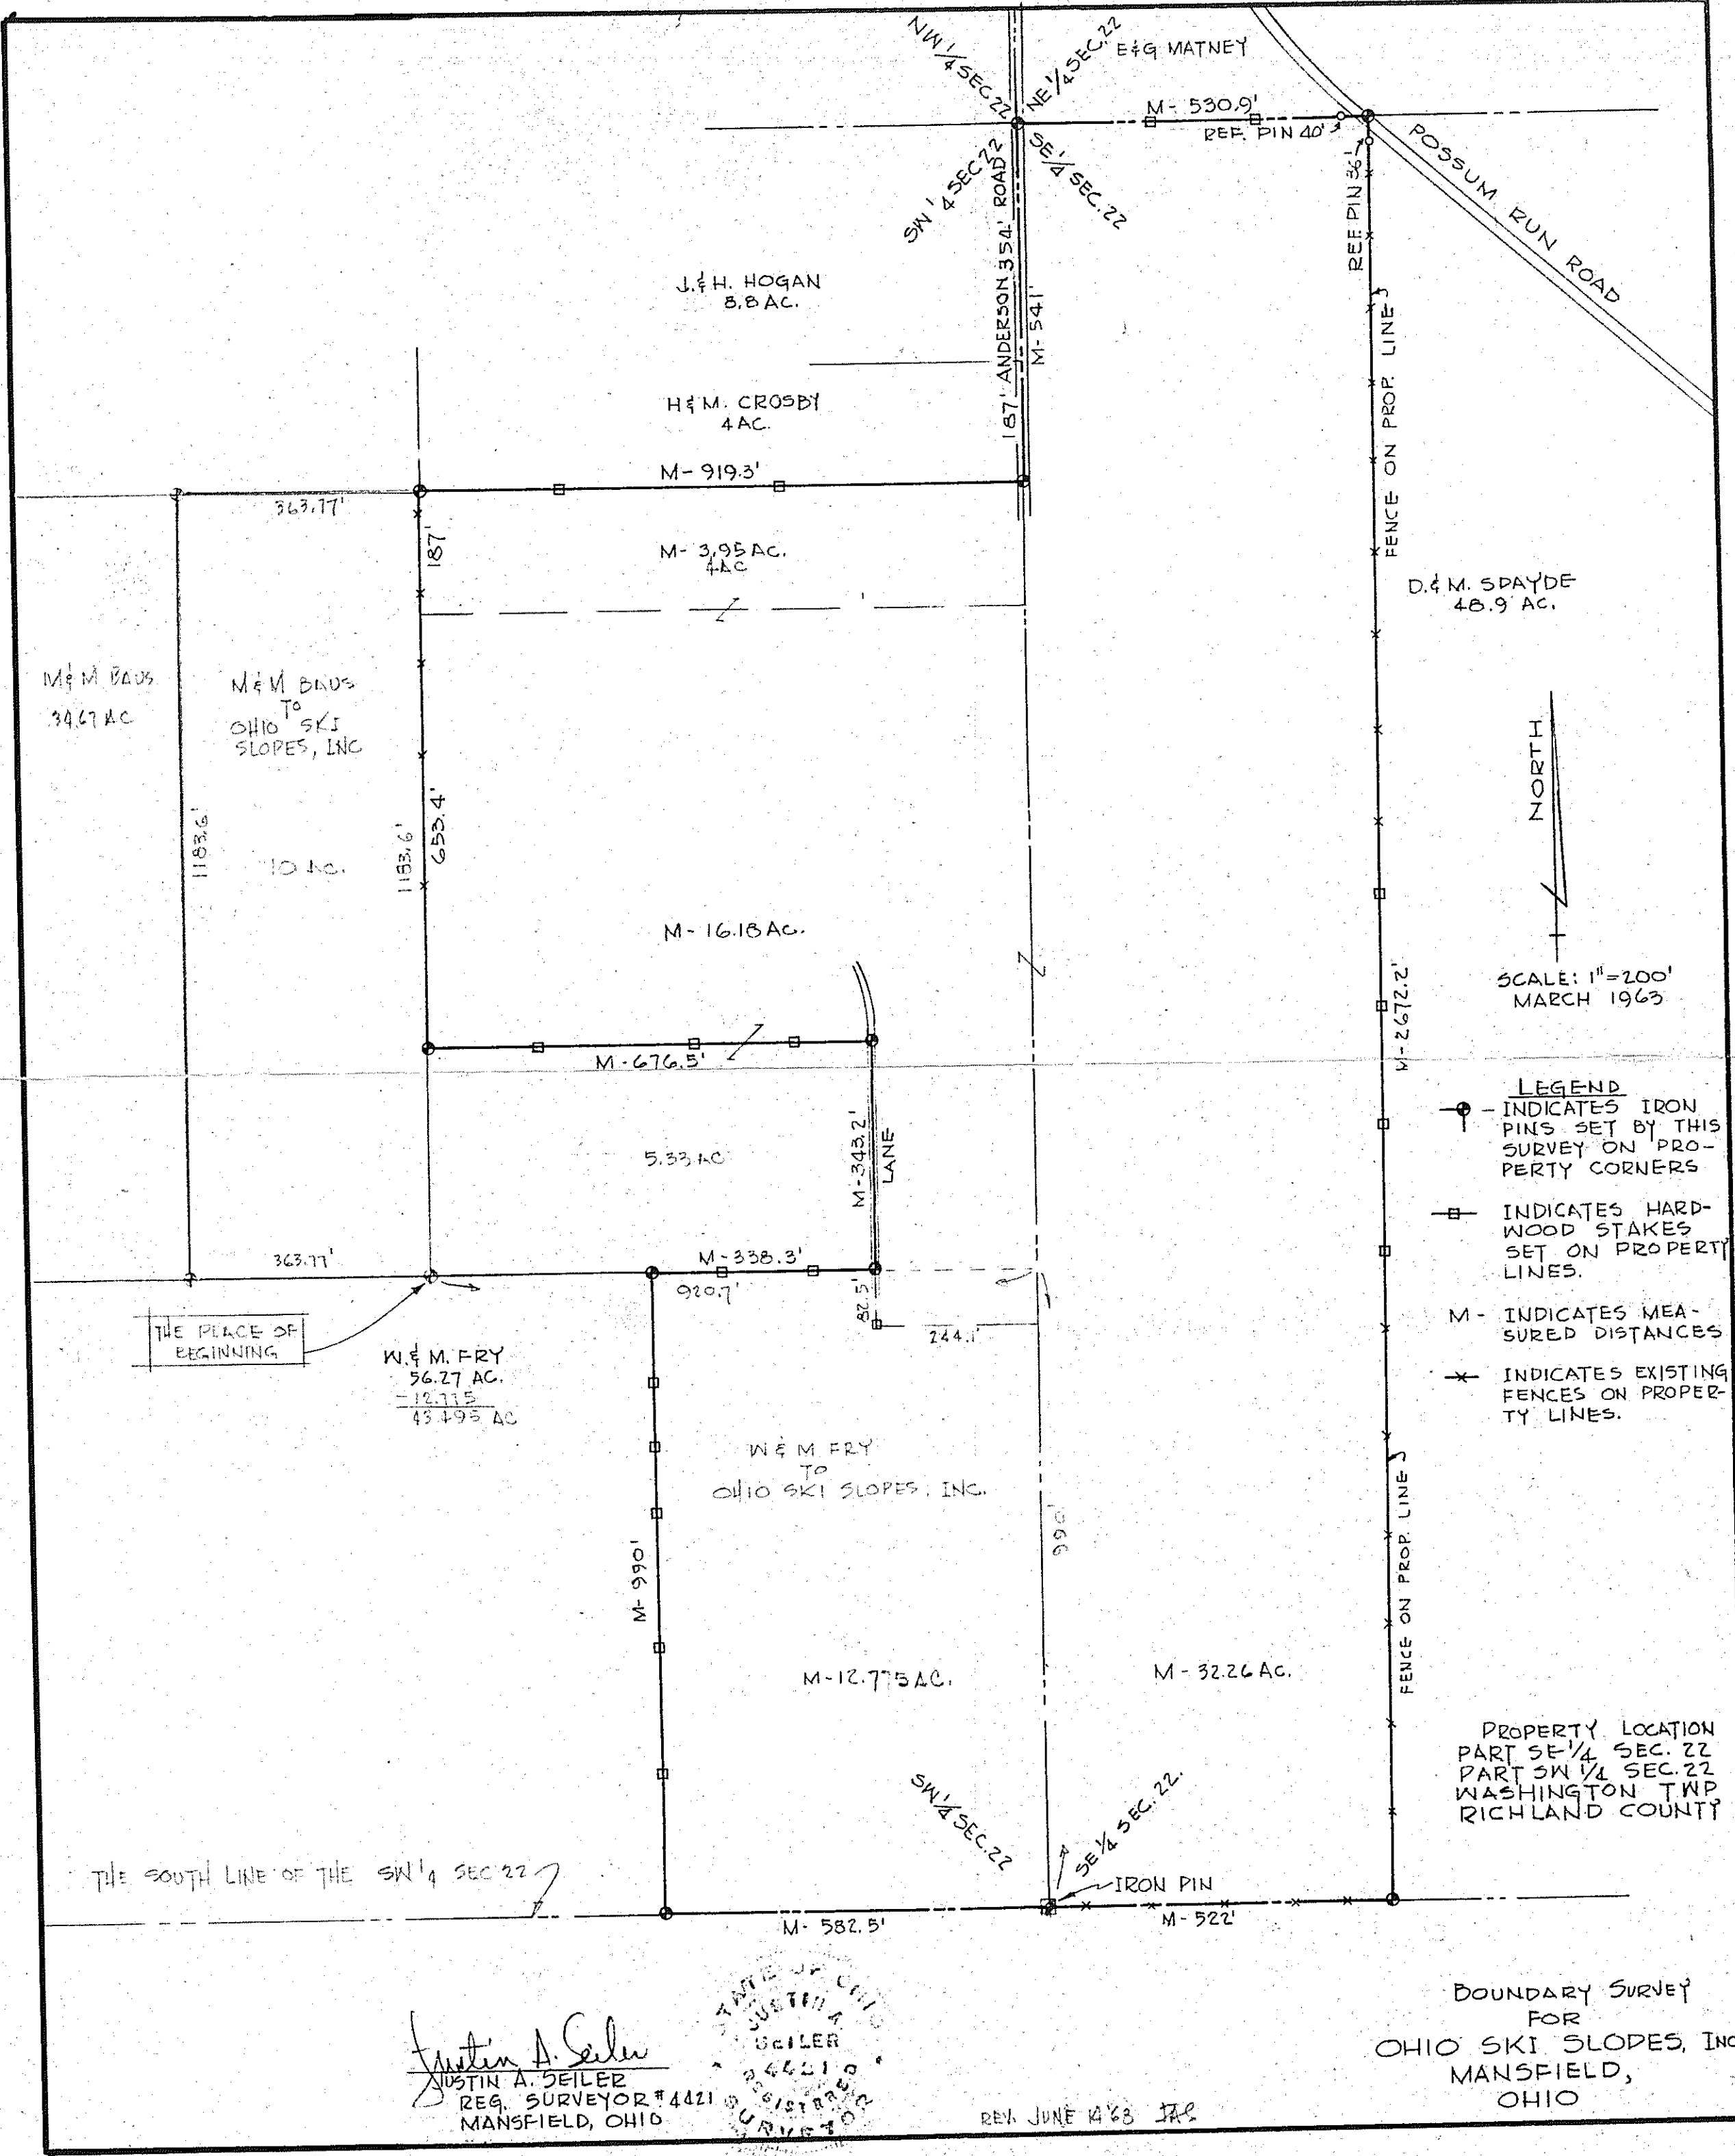 NW 1/4 SEC 22
NE 1/4 SEC. 22
E & G MATNEY
M- 530.9'
REF. PIN 40'
POSSUM RUN ROAD
SW 1/4 SEC 22
SE 1/4 SEC. 22
REF. PIN 36'
187' ANDERSON 354' ROAD
M-541'
J. & H. HOGAN
8.8 AC.
H & M. CROSBY
4 AC.
FENCE ON PROP. LINE
M- 919.3'
363.77'
187'
M- 3.95 AC.
4 AC
D. & M. SPAYDE
48.9 AC.
M & M BAUS
34.67 AC
M & M BAUS
TO
OHIO SKI
SLOPES, INC
10 AC.
1183.6'
1183.6'
653.4'
NORTH
M- 16.18 AC.
SCALE: 1"=200'
MARCH 1963
M-2672.2'
M-676.5'
LEGEND
- INDICATES IRON
PINS SET BY THIS
SURVEY ON PRO-
PERTY CORNERS
5.33 AC
M-343.2'
LANE
INDICATES HARD-
WOOD STAKES
SET ON PROPERTY
LINES.
363.77'
M-338.3'
920.7'
82.5'
244.1'
M - INDICATES MEA-
SURED DISTANCES
THE PLACE OF
BEGINNING
W. & M. FRY
56.27 AC.
-12.775
43.495 AC
INDICATES EXISTING
FENCES ON PROPER-
TY LINES.
W & M FRY
TO
OHIO SKI SLOPES, INC.
990'
M- 990'
FENCE ON PROP. LINE
M-12.775 AC.
M- 32.26 AC.
PROPERTY LOCATION
PART SE 1/4 SEC. 22
PART SW 1/4 SEC. 22
WASHINGTON TWP.
RICHLAND COUNTY
SW 1/4 SEC. 22
SE 1/4 SEC. 22.
THE SOUTH LINE OF THE SW 1/4 SEC 22
IRON PIN
M- 582.5'
M-522'
BOUNDARY SURVEY
FOR
OHIO SKI SLOPES, INC
MANSFIELD,
OHIO
Justin A. Seiler
JUSTIN A. SEILER
REG. SURVEYOR #4421
MANSFIELD, OHIO
STATE OF OHIO
JUSTIN A.
SEILER
4421
REGISTERED
SURVEYOR
REV. JUNE 14 '63 JAS